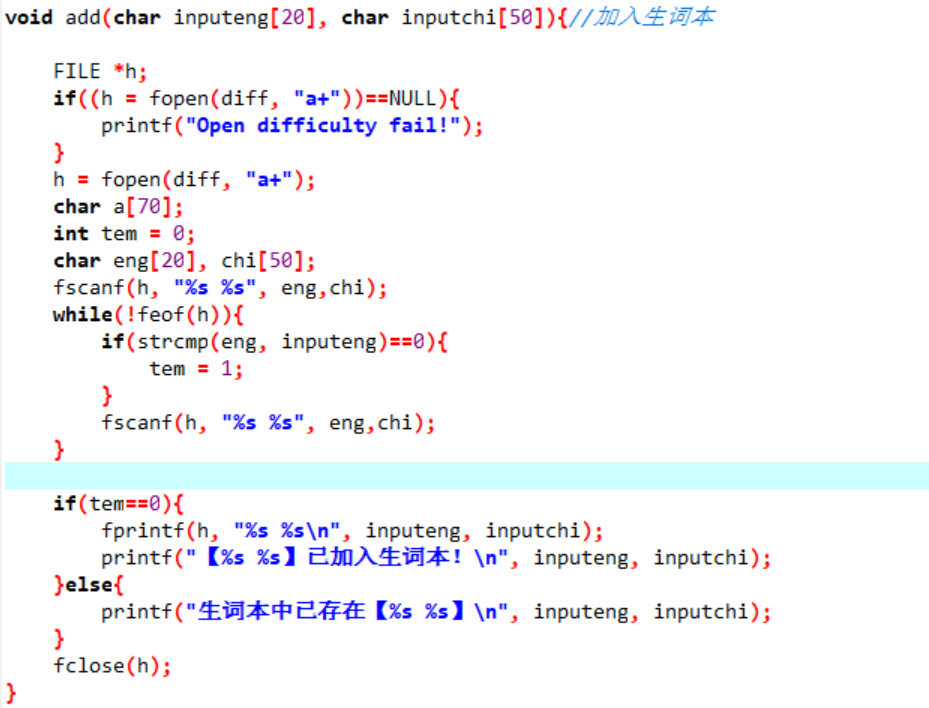 void add(char inputeng[20], char inputchi[50]){//加入生词本
FILE *h;
if((h = fopen(diff, "a+"))==NULL){
printf("Open difficulty fail!");
}
h = fopen(diff, "a+");
char a[70];
int tem = 0;
char eng[20], chi[50];
fscanf(h, "%s %s", eng,chi);
while(!feof(h)){
if(strcmp(eng, inputeng)==0){
tem = 1;
}
fscanf(h, "%s %s", eng,chi);
}
if(tem==0){
fprintf(h, "%s %s\n", inputeng, inputchi);
printf("【%s %s】已加入生词本！\n", inputeng, inputchi);
}else{
printf("生词本中已存在【%s %s】\n", inputeng, inputchi);
}
fclose(h);
}